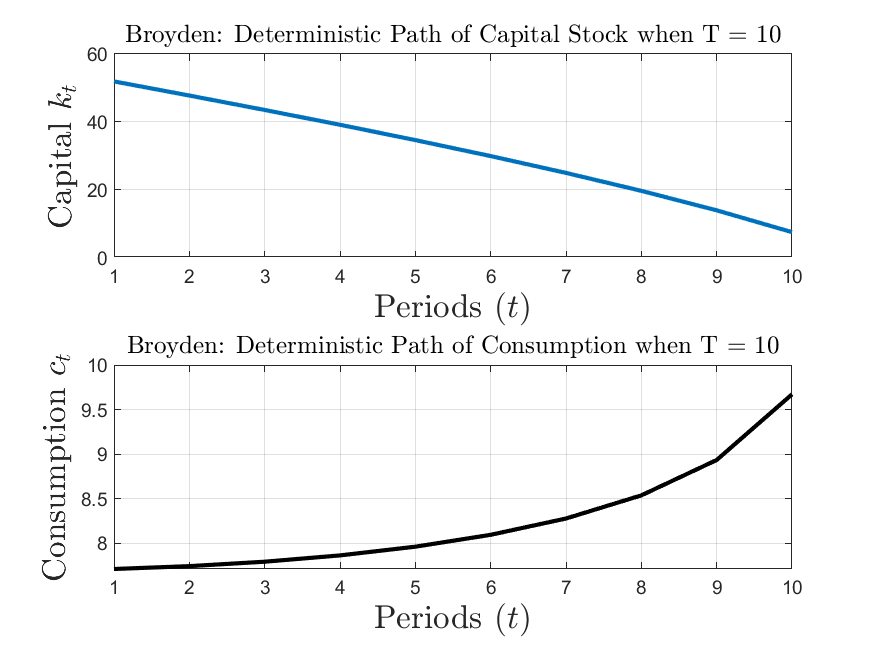 Broyden: Deterministic Path of Capital Stock when T = 10
60
40
20
0
Capital kₜ
1 2 3 4 5 6 7 8 9 10
Periods (t)
Broyden: Deterministic Path of Consumption when T = 10
10
9.5
9
8.5
8
Consumption cₜ
1 2 3 4 5 6 7 8 9 10
Periods (t)